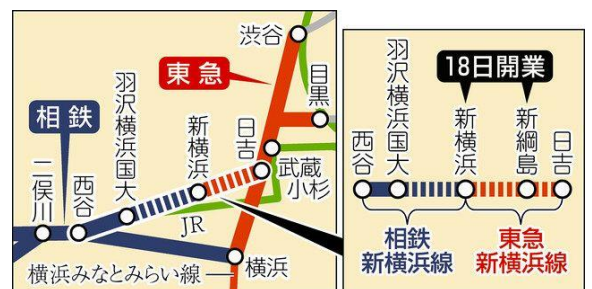 渋谷
東急
目黒
羽沢横浜国大
相鉄
新横浜
日吉
武蔵
小杉
二俣川
西谷
JR
横浜みなとみらい線
横浜
18日開業
羽沢横浜国大
新横浜
新綱島
日吉
西谷
相鉄
新横浜線
東急
新横浜線